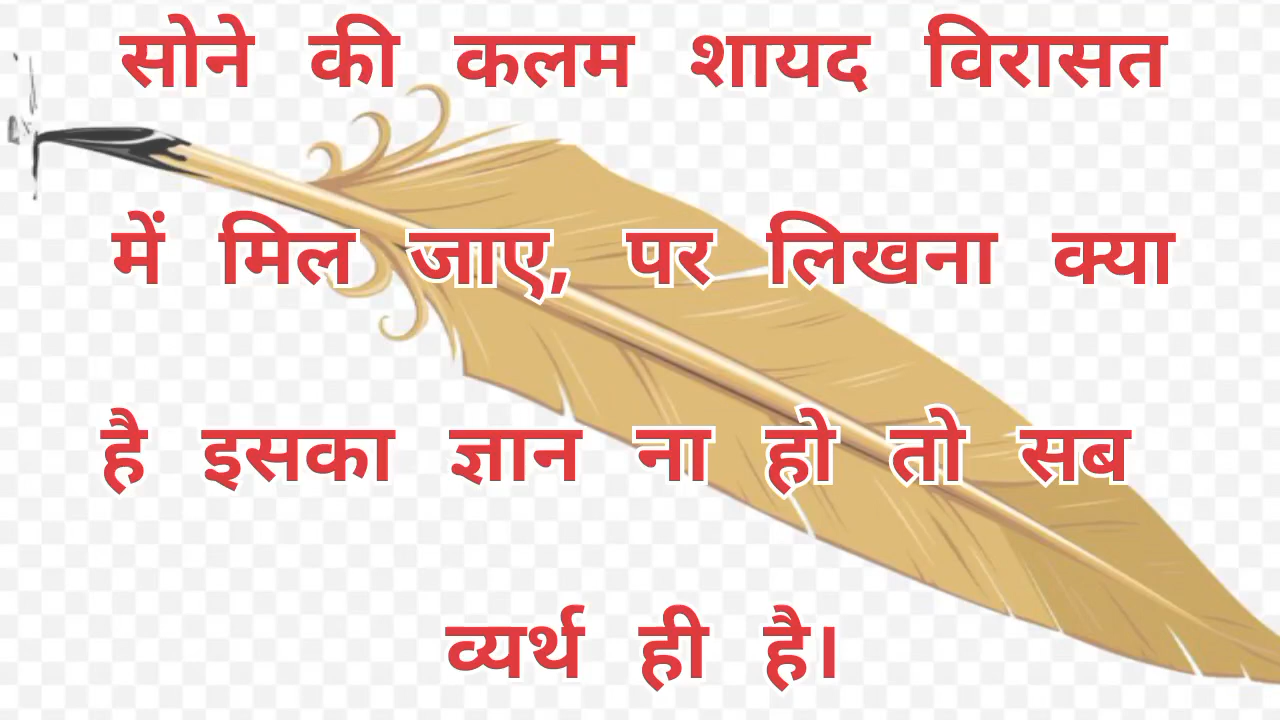 सोने की कलम शायद विरासत
में मिल जाए, पर लिखना क्या
है इसका ज्ञान ना हो तो सब
व्यर्थ ही है।